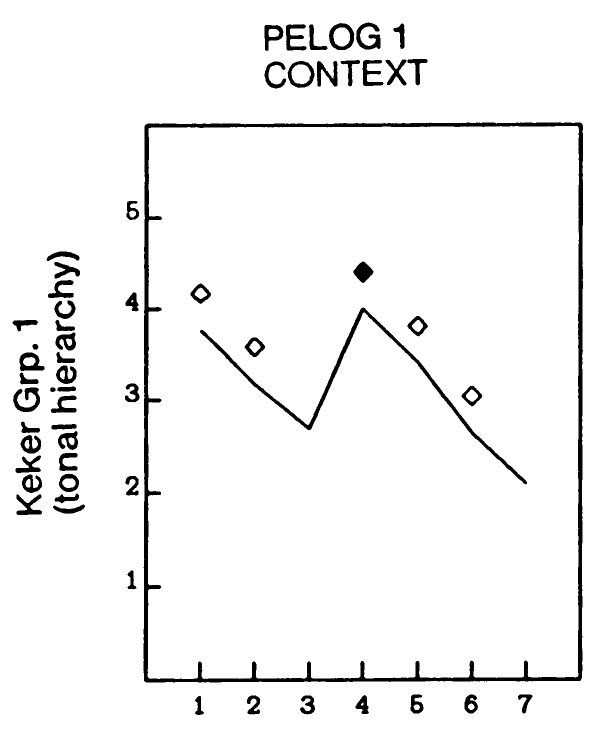 PELOG 1
CONTEXT
Keker Grp. 1
(tonal hierarchy)
5
4
3
2
1
1 2 3 4 5 6 7